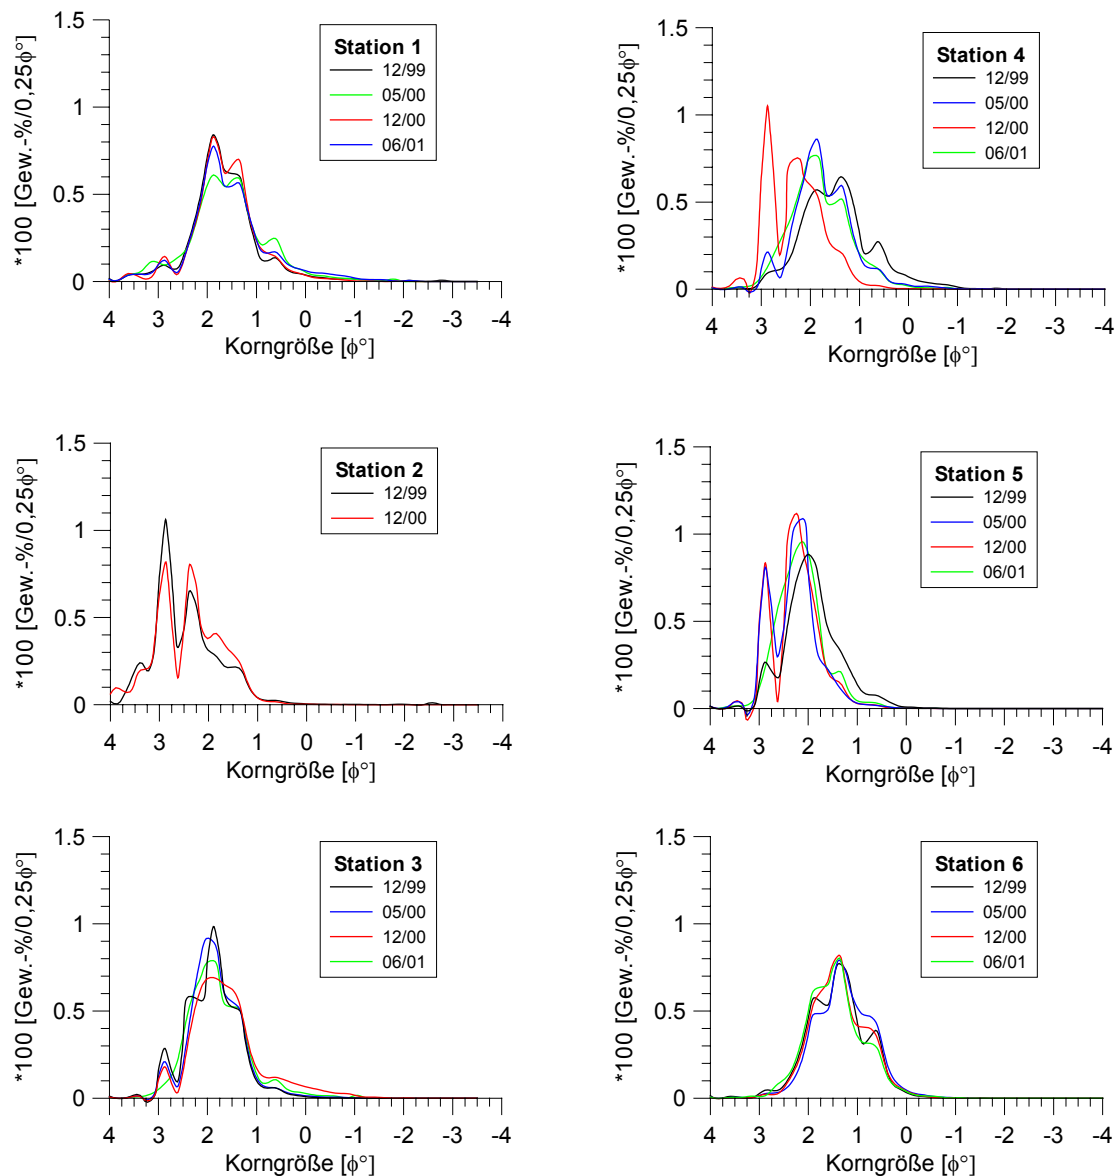 *100 [Gew.-%/0,25ϕ°]
1.5
1
0.5
0
Station 1
12/99
05/00
12/00
06/01
4 3 2 1 0 -1 -2 -3 -4
Korngröße [ϕ°]
*100 [Gew.-%/0,25ϕ°]
1.5
1
0.5
0
Station 4
12/99
05/00
12/00
06/01
4 3 2 1 0 -1 -2 -3 -4
Korngröße [ϕ°]
*100 [Gew.-%/0,25ϕ°]
1.5
1
0.5
0
Station 2
12/99
12/00
4 3 2 1 0 -1 -2 -3 -4
Korngröße [ϕ°]
*100 [Gew.-%/0,25ϕ°]
1.5
1
0.5
0
Station 5
12/99
05/00
12/00
06/01
4 3 2 1 0 -1 -2 -3 -4
Korngröße [ϕ°]
*100 [Gew.-%/0,25ϕ°]
1.5
1
0.5
0
Station 3
12/99
05/00
12/00
06/01
4 3 2 1 0 -1 -2 -3 -4
Korngröße [ϕ°]
*100 [Gew.-%/0,25ϕ°]
1.5
1
0.5
0
Station 6
12/99
05/00
12/00
06/01
4 3 2 1 0 -1 -2 -3 -4
Korngröße [ϕ°]